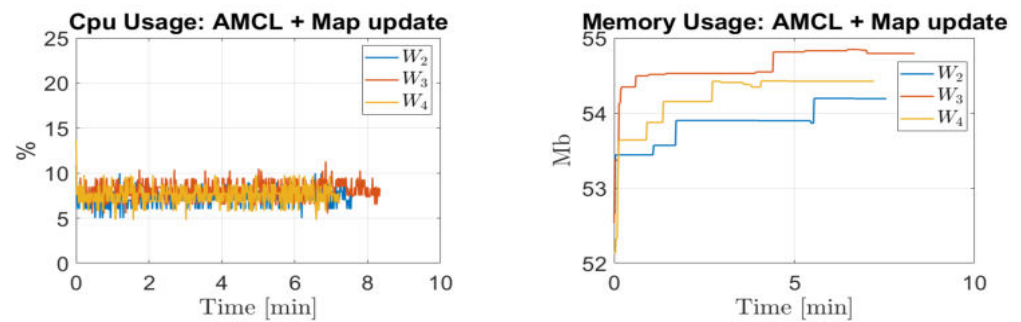 Cpu Usage: AMCL + Map update
25
20
15
10
5
0
%
W2
W3
W4
0 2 4 6 8 10
Time [min]
Memory Usage: AMCL + Map update
55
54
53
52
Mb
W2
W3
W4
0 5 10
Time [min]